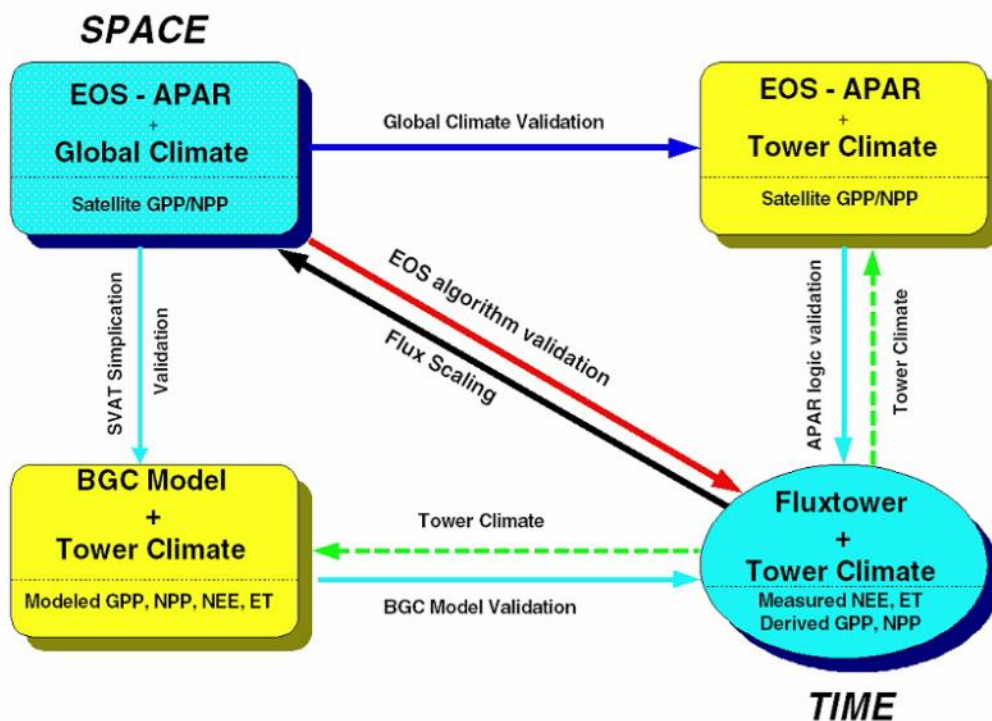 SPACE
EOS - APAR
+
Global Climate
Satellite GPP/NPP
Global Climate Validation
EOS - APAR
+
Tower Climate
Satellite GPP/NPP
SVAT Simplication
Validation
EOS algorithm validation
Flux Scaling
APAR logic validation
Tower Climate
BGC Model
+
Tower Climate
Modeled GPP, NPP, NEE, ET
Tower Climate
BGC Model Validation
Fluxtower
+
Tower Climate
Measured NEE, ET
Derived GPP, NPP
TIME